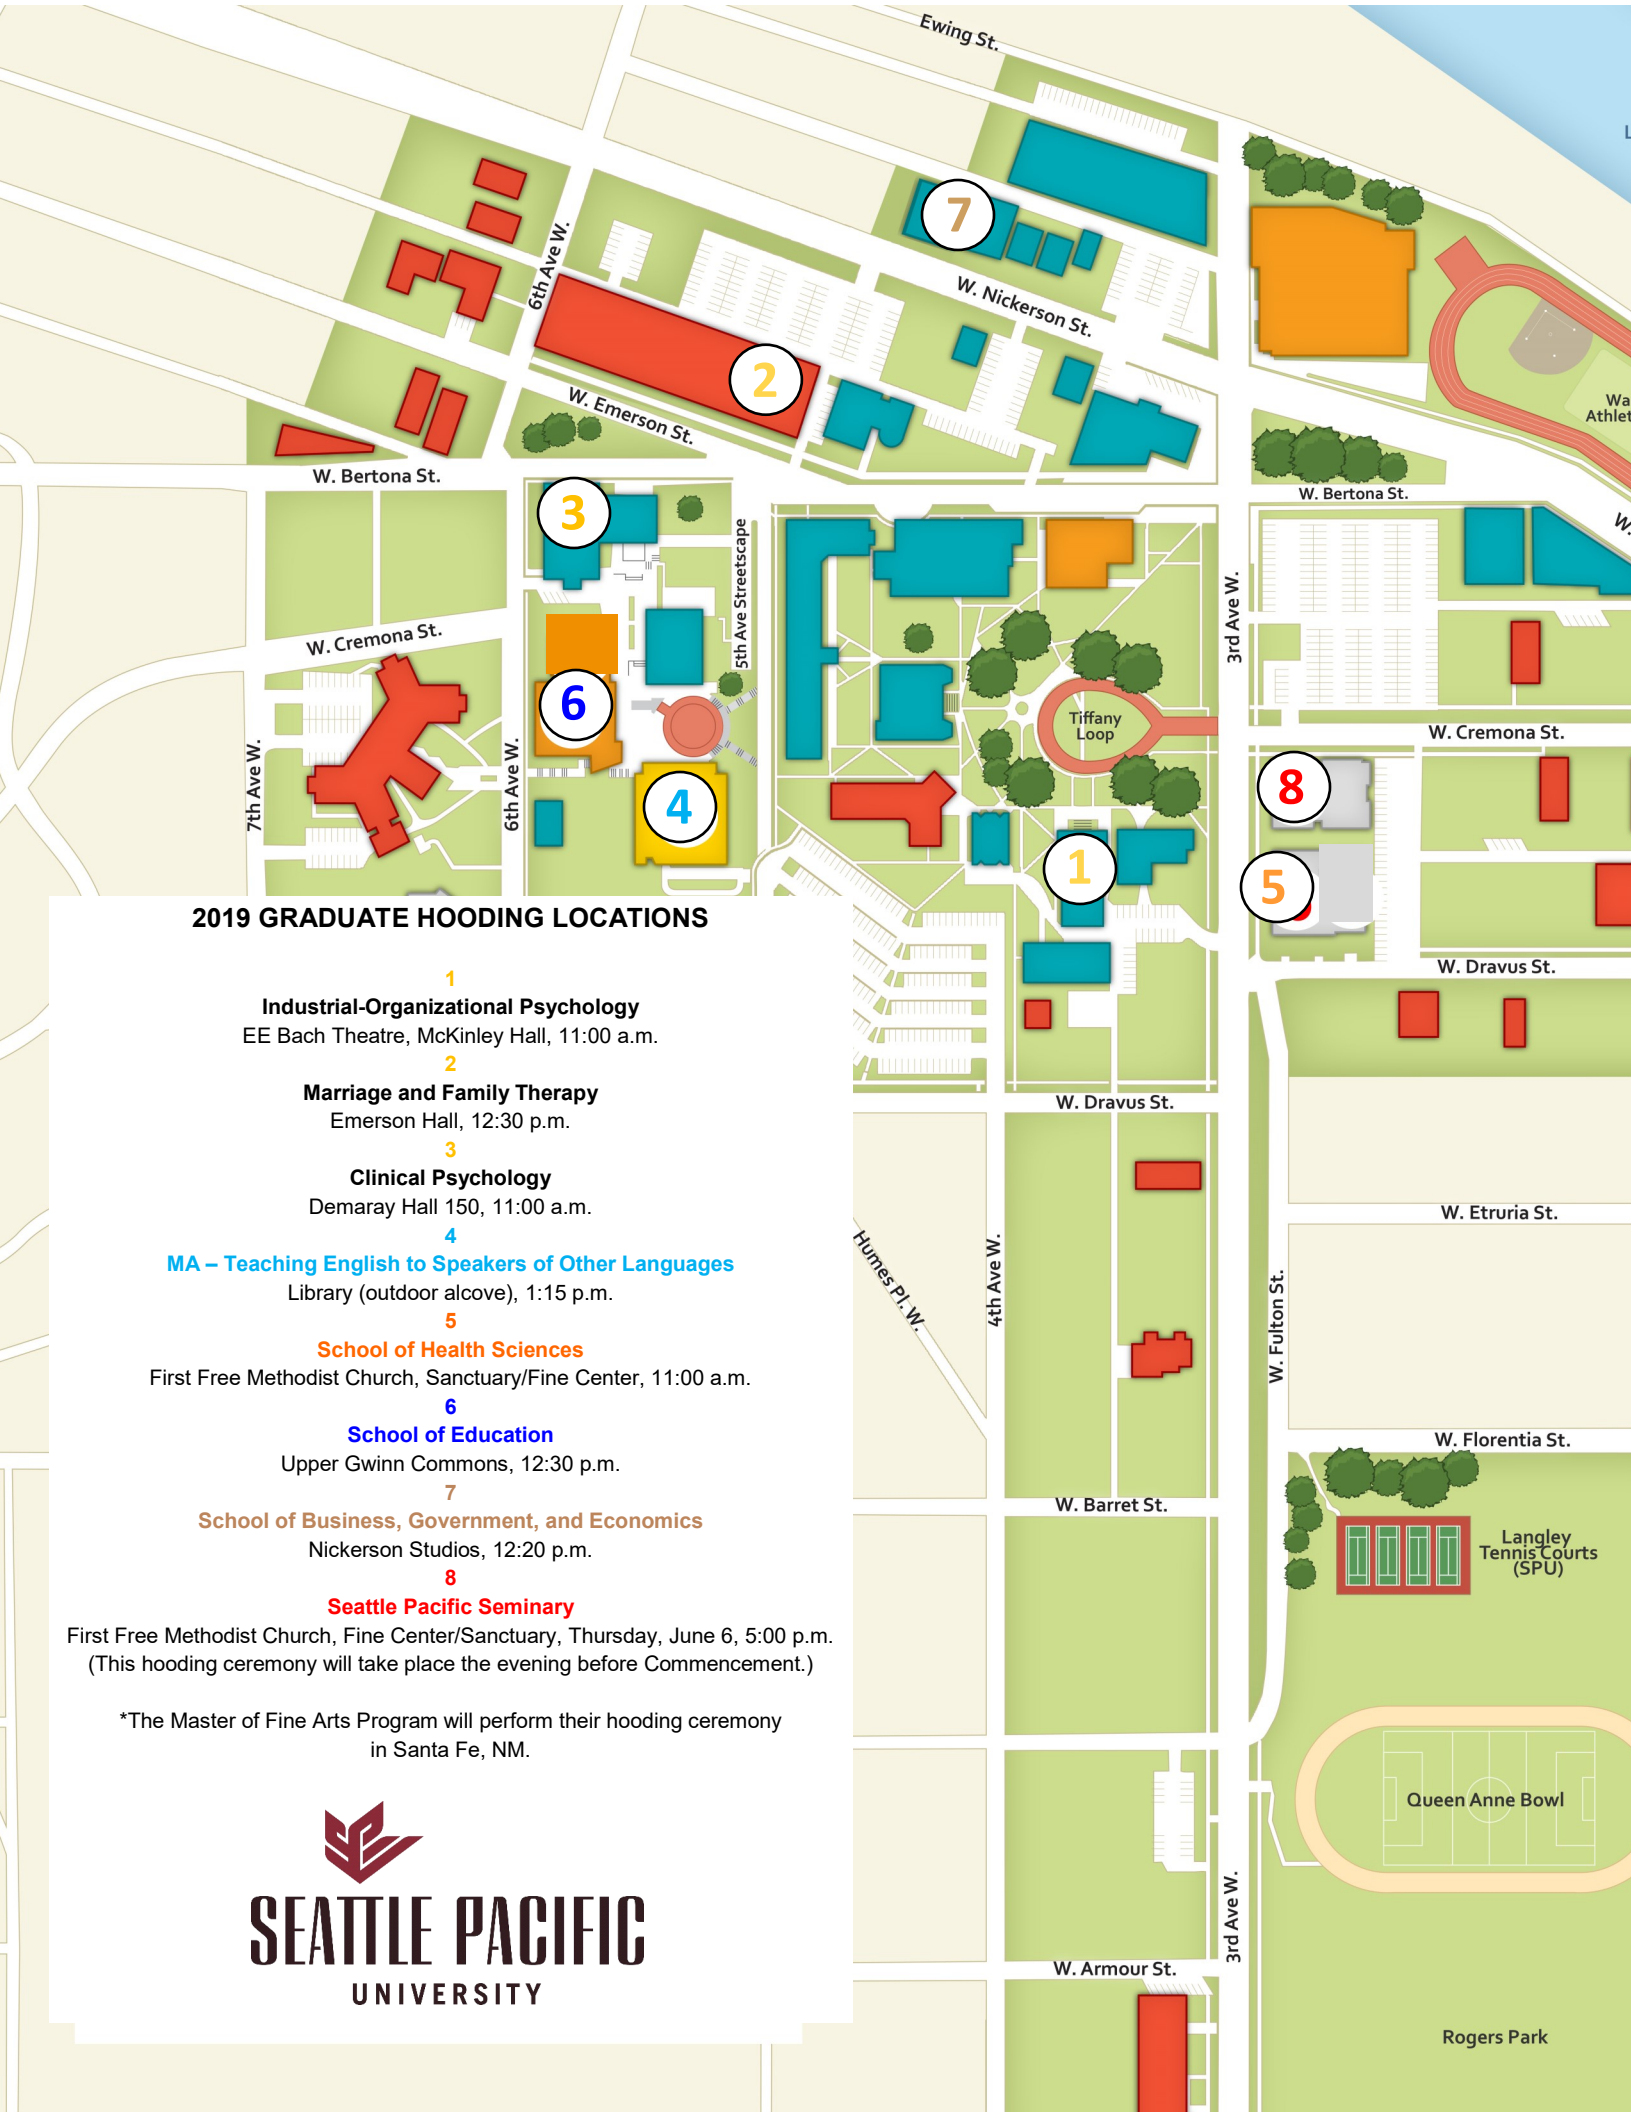 Ewing St.
L
7
W. Nickerson St.
6th Ave W.
2
W. Emerson St.
Wa
Athlet
W. Bertona St.
W. Bertona St.
W.
3
5th Ave Streetscape
3rd Ave W.
W. Cremona St.
6
Tiffany
Loop
W. Cremona St.
7th Ave W.
6th Ave W.
4
8
1
5
W. Dravus St.
2019 GRADUATE HOODING LOCATIONS
1
Industrial-Organizational Psychology
EE Bach Theatre, McKinley Hall, 11:00 a.m.
2
Marriage and Family Therapy
Emerson Hall, 12:30 p.m.
3
Clinical Psychology
Demaray Hall 150, 11:00 a.m.
4
MA – Teaching English to Speakers of Other Languages
Library (outdoor alcove), 1:15 p.m.
5
School of Health Sciences
First Free Methodist Church, Sanctuary/Fine Center, 11:00 a.m.
6
School of Education
Upper Gwinn Commons, 12:30 p.m.
7
School of Business, Government, and Economics
Nickerson Studios, 12:20 p.m.
8
Seattle Pacific Seminary
First Free Methodist Church, Fine Center/Sanctuary, Thursday, June 6, 5:00 p.m.
(This hooding ceremony will take place the evening before Commencement.)
*The Master of Fine Arts Program will perform their hooding ceremony
in Santa Fe, NM.
SEATTLE PACIFIC
UNIVERSITY
W. Dravus St.
Humes Pl. W.
4th Ave W.
W. Etruria St.
W. Fulton St.
W. Florentia St.
W. Barret St.
Langley
Tennis Courts
(SPU)
Queen Anne Bowl
3rd Ave W.
W. Armour St.
Rogers Park